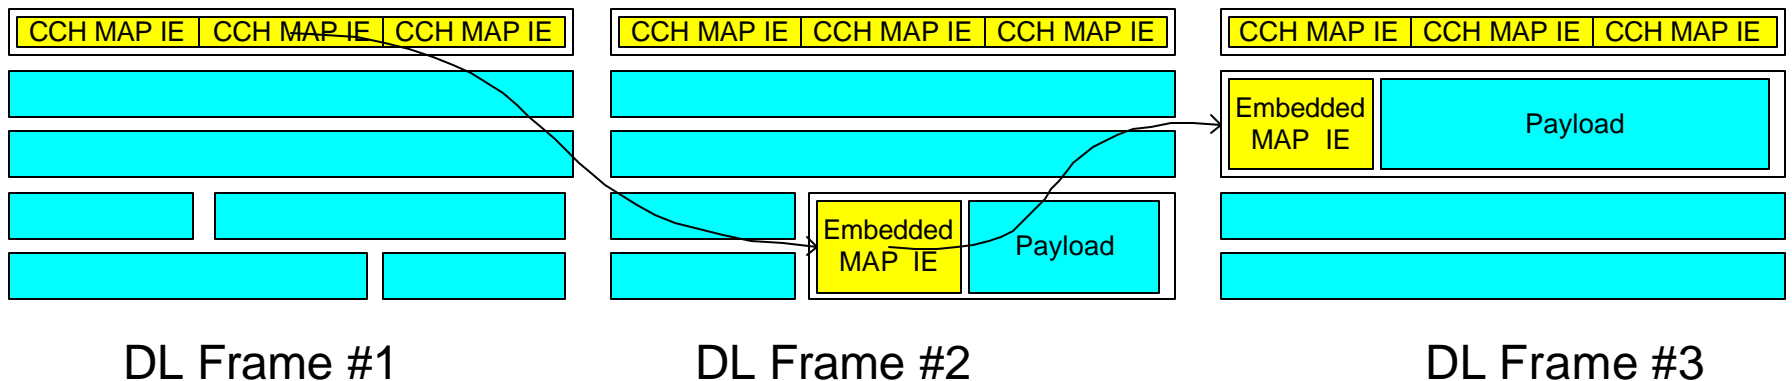 CCH MAP IE CCH MAP IE CCH MAP IE
CCH MAP IE CCH MAP IE CCH MAP IE
CCH MAP IE CCH MAP IE CCH MAP IE
Embedded
MAP IE
Payload
Embedded
MAP IE
Payload
DL Frame #1
DL Frame #2
DL Frame #3